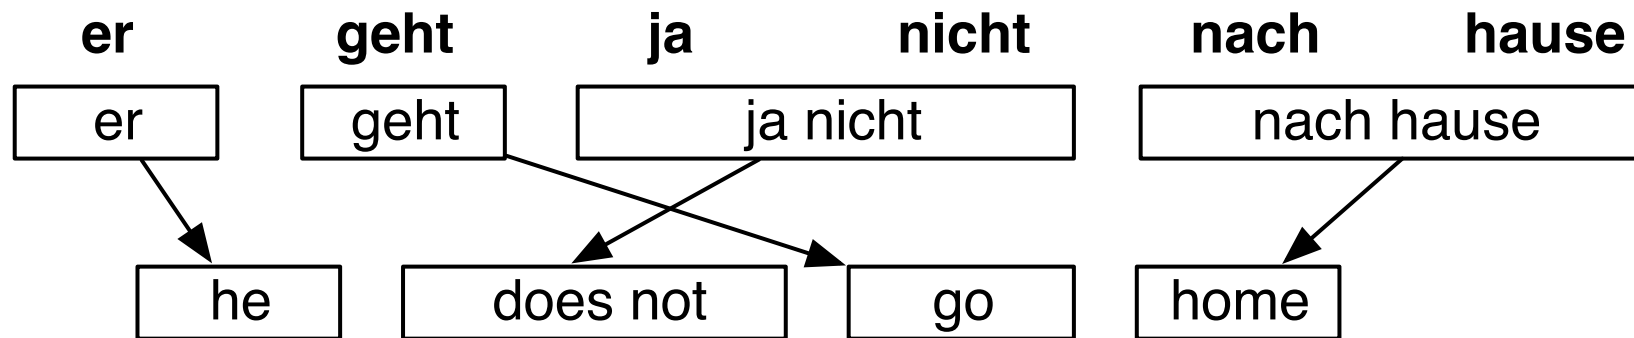 er geht ja nicht nach hause
er geht ja nicht nach hause
he does not go home